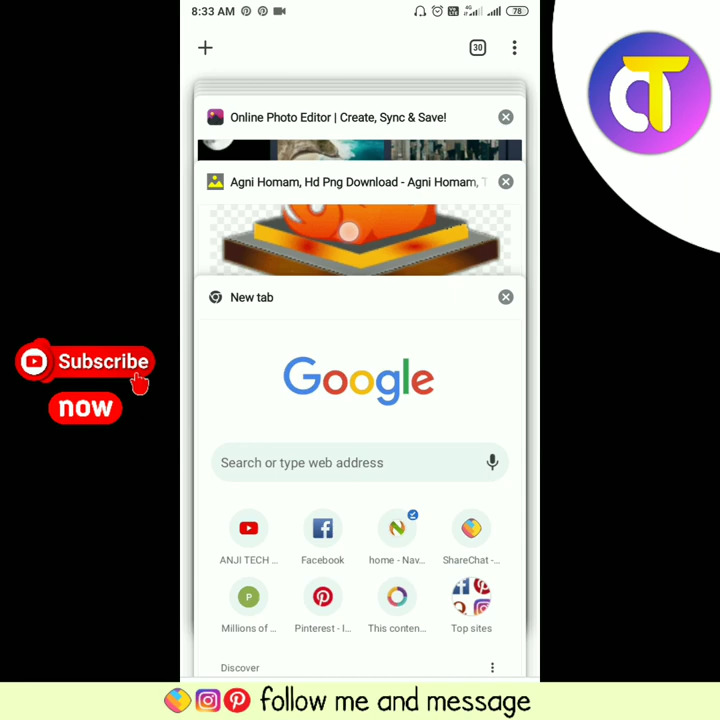 8:33 AM
4G
78
30
Online Photo Editor | Create, Sync & Save!
Agni Homam, Hd Png Download - Agni Homam,
New tab
Google
Search or type web address
ANJI TECH ...
Facebook
home - Nav...
ShareChat -...
P
Millions of ...
Pinterest - I...
This conten...
Top sites
Discover
Subscribe
now
follow me and message